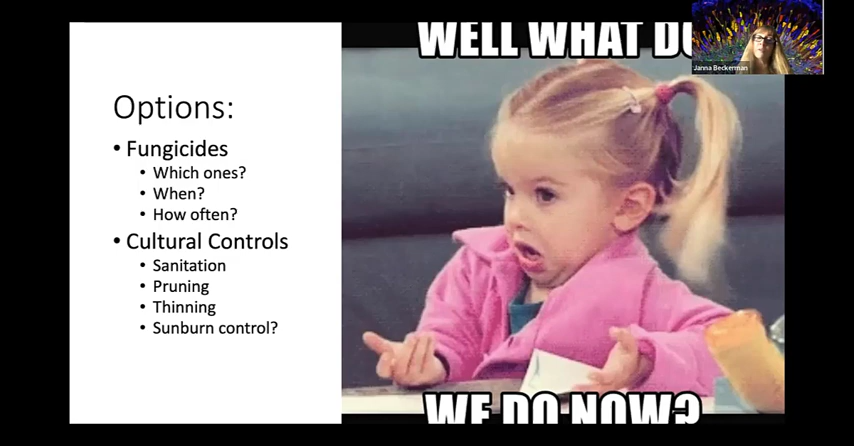 WELL WHAT DO
Janna Beckerman
Options:
• Fungicides
• Which ones?
• When?
• How often?
• Cultural Controls
• Sanitation
• Pruning
• Thinning
• Sunburn control?
WE DO NOW?